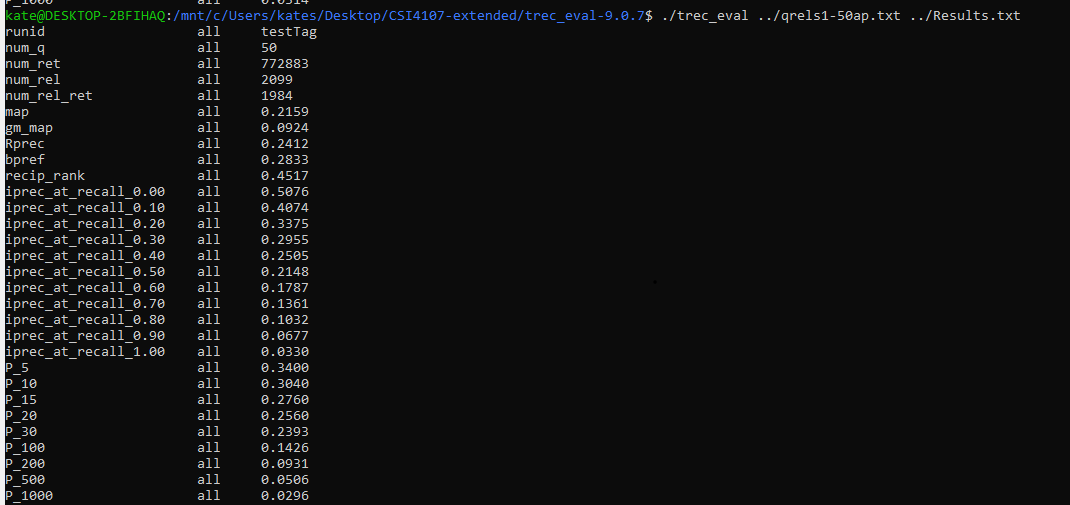 P_1000 all 0.0314
kate@DESKTOP-2BFIHAQ:/mnt/c/Users/kates/Desktop/CSI4107-extended/trec_eval-9.0.7$ ./trec_eval ../qrels1-50ap.txt ../Results.txt
runid all testTag
num_q all 50
num_ret all 772883
num_rel all 2099
num_rel_ret all 1984
map all 0.2159
gm_map all 0.0924
Rprec all 0.2412
bpref all 0.2833
recip_rank all 0.4517
iprec_at_recall_0.00 all 0.5076
iprec_at_recall_0.10 all 0.4074
iprec_at_recall_0.20 all 0.3375
iprec_at_recall_0.30 all 0.2955
iprec_at_recall_0.40 all 0.2505
iprec_at_recall_0.50 all 0.2148
iprec_at_recall_0.60 all 0.1787
iprec_at_recall_0.70 all 0.1361
iprec_at_recall_0.80 all 0.1032
iprec_at_recall_0.90 all 0.0677
iprec_at_recall_1.00 all 0.0330
P_5 all 0.3400
P_10 all 0.3040
P_15 all 0.2760
P_20 all 0.2560
P_30 all 0.2393
P_100 all 0.1426
P_200 all 0.0931
P_500 all 0.0506
P_1000 all 0.0296